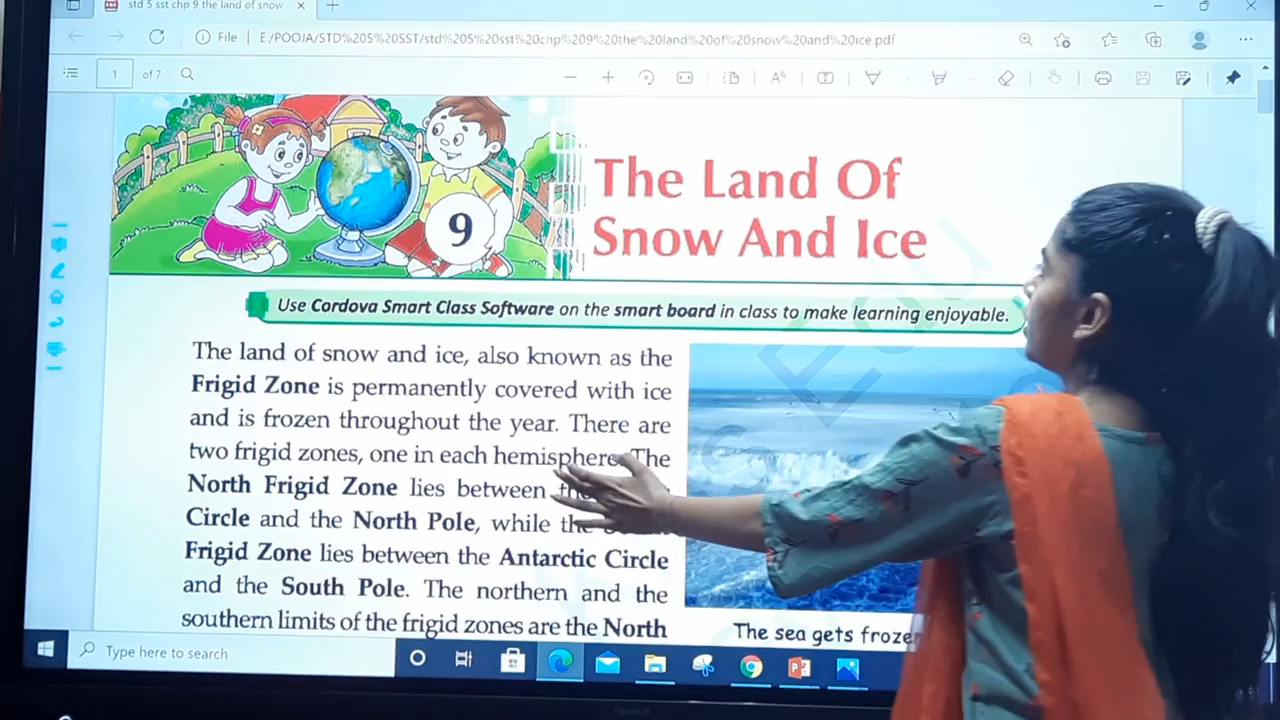 std 5 sst chp 9 the land of snow
File
E:/POOJA/STD%205%20SST/std%205%20sst%20chp%209%20the%20land%20of%20snow%20and%20ice.pdf
1 of 7
9
The Land Of
Snow And Ice
Use Cordova Smart Class Software on the smart board in class to make learning enjoyable.
The land of snow and ice, also known as the
Frigid Zone is permanently covered with ice
and is frozen throughout the year. There are
two frigid zones, one in each hemisphere. The
North Frigid Zone lies between
Circle and the North Pole, while
Frigid Zone lies between the Antarctic Circle
and the South Pole. The northern and the
southern limits of the frigid zones are the North
The sea gets frozen
Type here to search